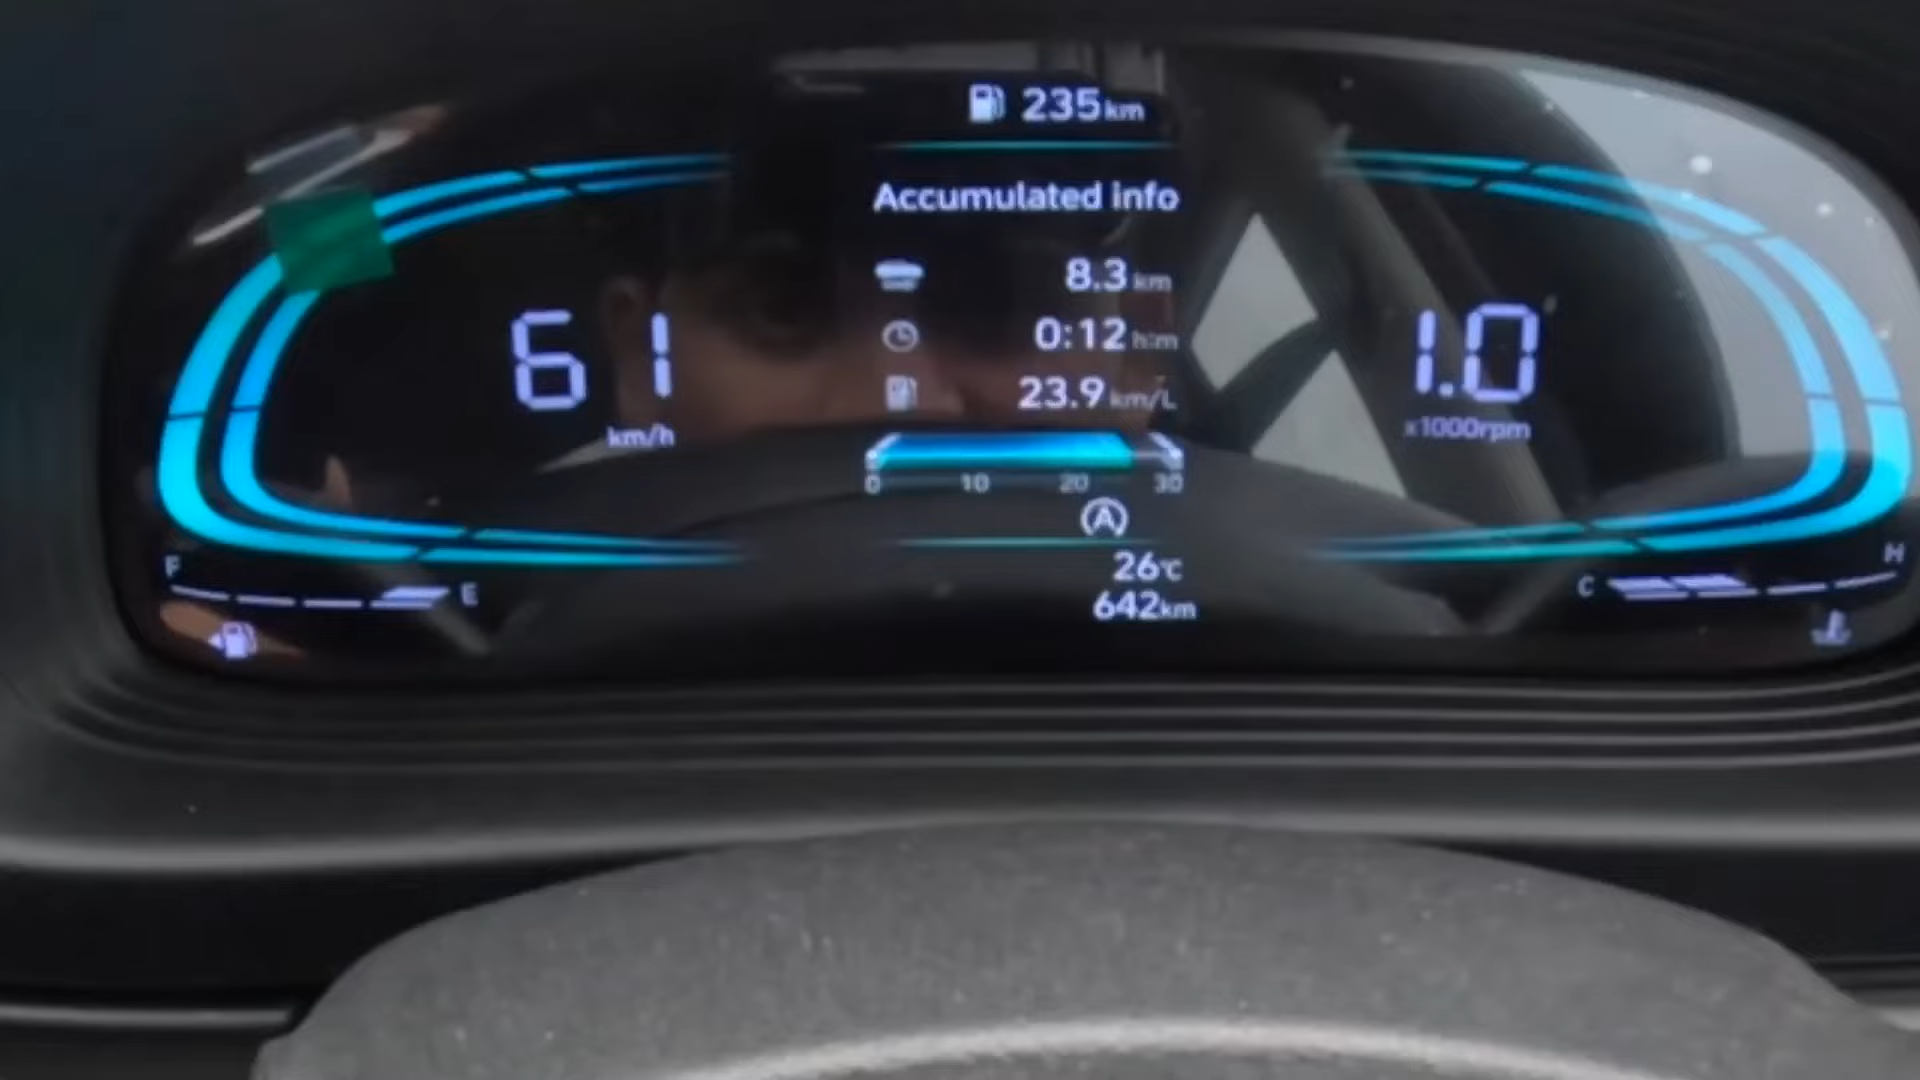 235km
Accumulated info
8.3 km
0:12 h:m
23.9 km/L
61
km/h
1.0
x1000rpm
0 10 20 30
A
26°C
642km
F E
C H